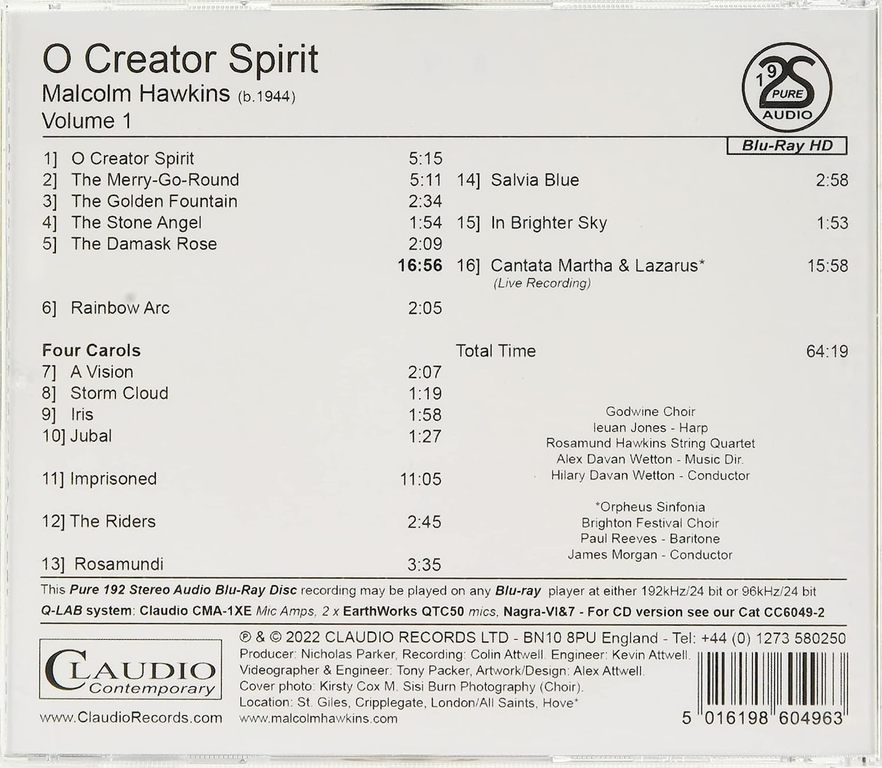 O Creator Spirit
Malcolm Hawkins (b.1944)
Volume 1
192S
PURE
AUDIO
Blu-Ray HD
1] O Creator Spirit 5:15
2] The Merry-Go-Round 5:11
3] The Golden Fountain 2:34
4] The Stone Angel 1:54
5] The Damask Rose 2:09
16:56
6] Rainbow Arc 2:05
Four Carols
7] A Vision 2:07
8] Storm Cloud 1:19
9] Iris 1:58
10] Jubal 1:27
11] Imprisoned 11:05
12] The Riders 2:45
13] Rosamundi 3:35
14] Salvia Blue 2:58
15] In Brighter Sky 1:53
16] Cantata Martha & Lazarus* 15:58
(Live Recording)
Total Time 64:19
Godwine Choir
Ieuan Jones - Harp
Rosamund Hawkins String Quartet
Alex Davan Wetton - Music Dir.
Hilary Davan Wetton - Conductor
*Orpheus Sinfonia
Brighton Festival Choir
Paul Reeves - Baritone
James Morgan - Conductor
This Pure 192 Stereo Audio Blu-Ray Disc recording may be played on any Blu-ray player at either 192kHz/24 bit or 96kHz/24 bit
Q-LAB system: Claudio CMA-1XE Mic Amps, 2 x EarthWorks QTC50 mics, Nagra-VI&7 - For CD version see our Cat CC6049-2
CLAUDIO
Contemporary
www.ClaudioRecords.com
℗ & © 2022 CLAUDIO RECORDS LTD - BN10 8PU England - Tel: +44 (0) 1273 580250
Producer: Nicholas Parker, Recording: Colin Attwell. Engineer: Kevin Attwell.
Videographer & Engineer: Tony Packer, Artwork/Design: Alex Attwell.
Cover photo: Kirsty Cox M. Sisi Burn Photography (Choir).
Location: St. Giles, Cripplegate, London/All Saints, Hove*
www.malcolmhawkins.com
5 016198 604963